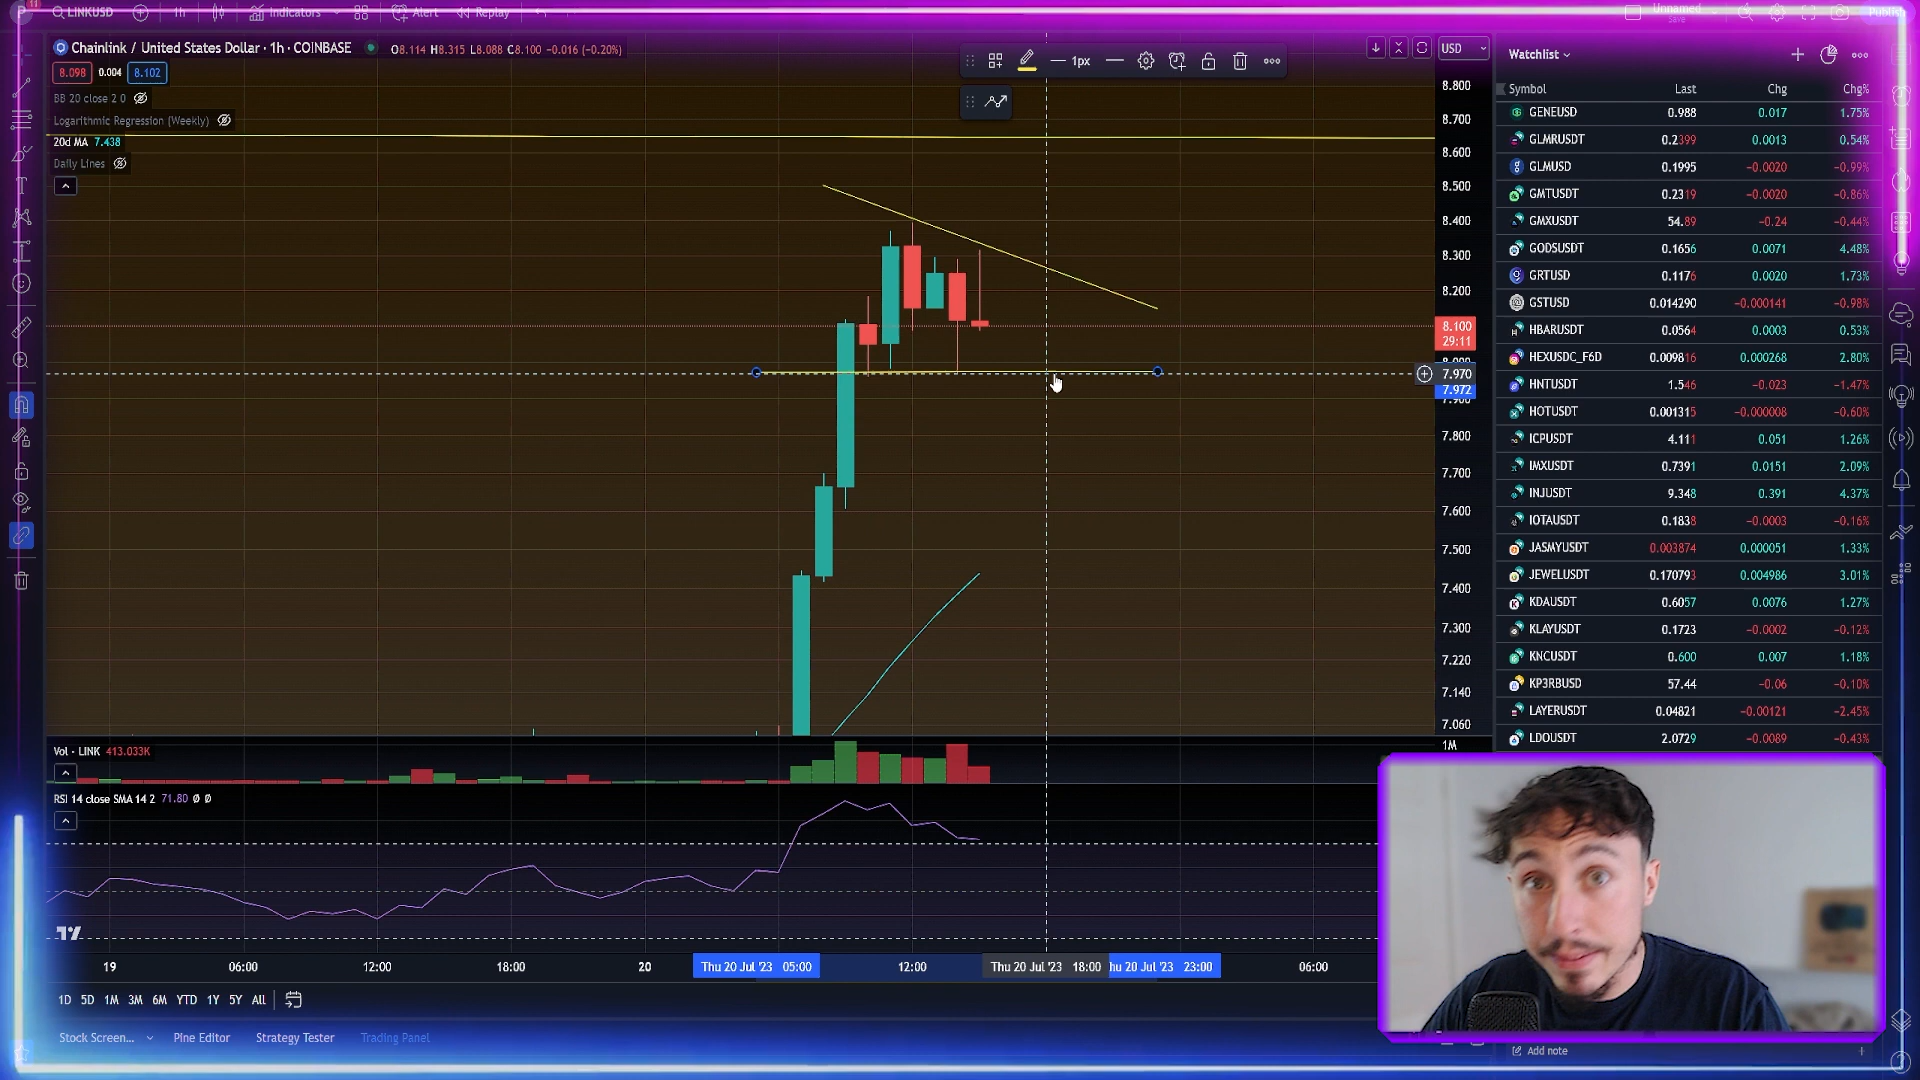 11
LINKUSD 1h Indicators Alert Replay Unnamed Publish
Save
Chainlink / United States Dollar · 1h · COINBASE O8.114 H8.315 L8.088 C8.100 -0.016 (-0.20%)
8.098 0.004 8.102
BB 20 close 2 0
Logarithmic Regression (Weekly)
20d MA 7.438
Daily Lines
1px
USD
8.800
8.700
8.600
8.500
8.400
8.300
8.200
8.100
29:11
7.970
7.972
7.900
7.800
7.700
7.600
7.500
7.400
7.300
7.220
7.140
7.060
Vol · LINK 413.033K
1M
RSI 14 close SMA 14 2 71.80 Ø Ø
19 06:00 12:00 18:00 20 Thu 20 Jul '23 05:00 12:00 Thu 20 Jul '23 18:00 hu 20 Jul '23 23:00 06:00
1D 5D 1M 3M 6M YTD 1Y 5Y All
Stock Screen... Pine Editor Strategy Tester Trading Panel
Watchlist
Symbol Last Chg Chg%
GENEUSD 0.988 0.017 1.75%
GLMRUSDT 0.2399 0.0013 0.54%
GLMUSD 0.1995 -0.0020 -0.99%
GMTUSDT 0.2319 -0.0020 -0.86%
GMXUSDT 54.89 -0.24 -0.44%
GODSUSDT 0.1656 0.0071 4.48%
GRTUSD 0.1176 0.0020 1.73%
GSTUSD 0.014290 -0.000141 -0.98%
HBARUSDT 0.0564 0.0003 0.53%
HEXUSDC_F6D 0.009816 0.000268 2.80%
HNTUSDT 1.546 -0.023 -1.47%
HOTUSDT 0.001315 -0.000008 -0.60%
ICPUSDT 4.111 0.051 1.26%
IMXUSDT 0.7391 0.0151 2.09%
INJUSDT 9.348 0.391 4.37%
IOTAUSDT 0.1838 -0.0003 -0.16%
JASMYUSDT 0.003874 0.000051 1.33%
JEWELUSDT 0.170793 0.004986 3.01%
KDAUSDT 0.6057 0.0076 1.27%
KLAYUSDT 0.1723 -0.0002 -0.12%
KNCUSDT 0.600 0.007 1.18%
KP3RBUSD 57.44 -0.06 -0.10%
LAYERUSDT 0.04821 -0.00121 -2.45%
LDOUSDT 2.0729 -0.0089 -0.43%
Add note